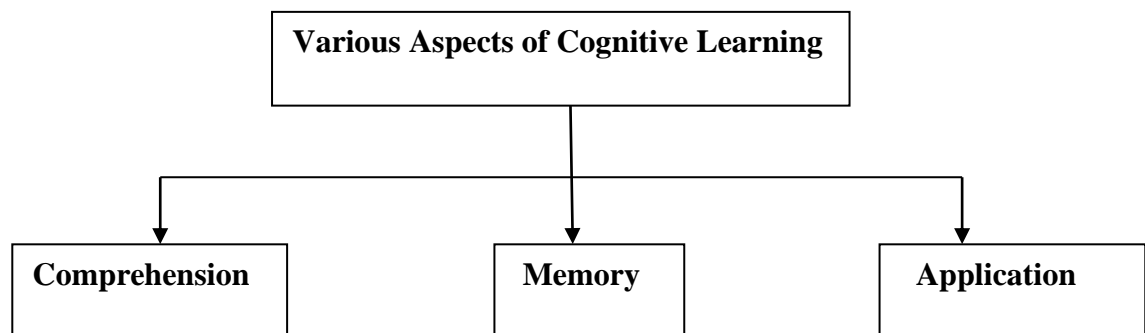 Various Aspects of Cognitive Learning
Comprehension
Memory
Application